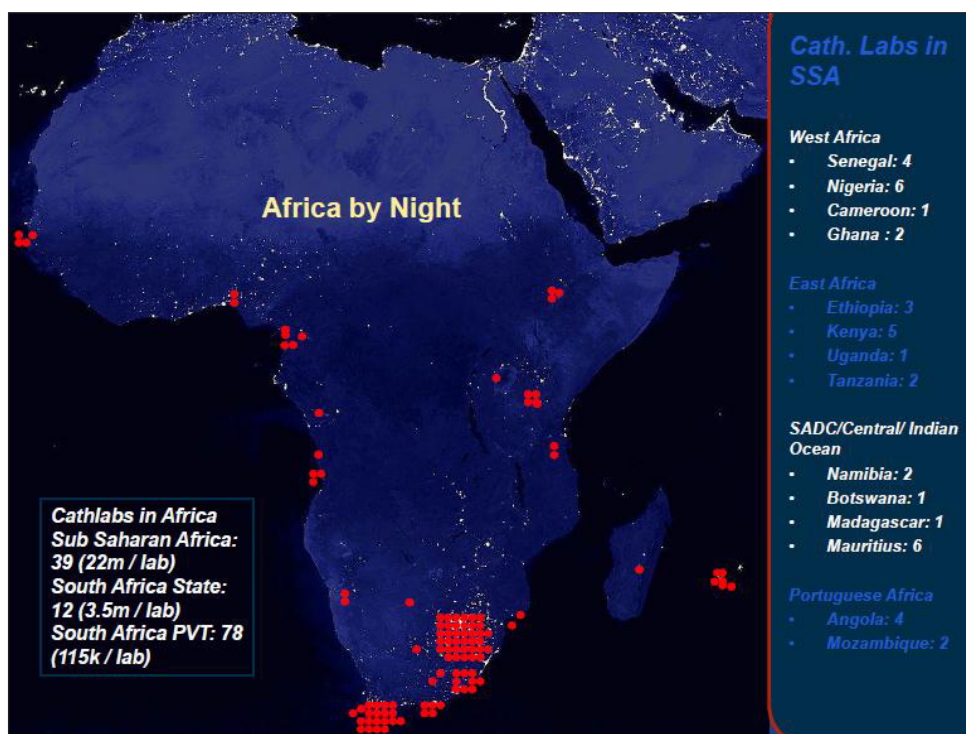 Africa by Night
Cathlabs in Africa
Sub Saharan Africa:
39 (22m / lab)
South Africa State:
12 (3.5m / lab)
South Africa PVT: 78
(115k / lab)
Cath. Labs in
SSA
West Africa
• Senegal: 4
• Nigeria: 6
• Cameroon: 1
• Ghana : 2
East Africa
• Ethiopia: 3
• Kenya: 5
• Uganda: 1
• Tanzania: 2
SADC/Central/ Indian
Ocean
• Namibia: 2
• Botswana: 1
• Madagascar: 1
• Mauritius: 6
Portuguese Africa
• Angola: 4
• Mozambique: 2